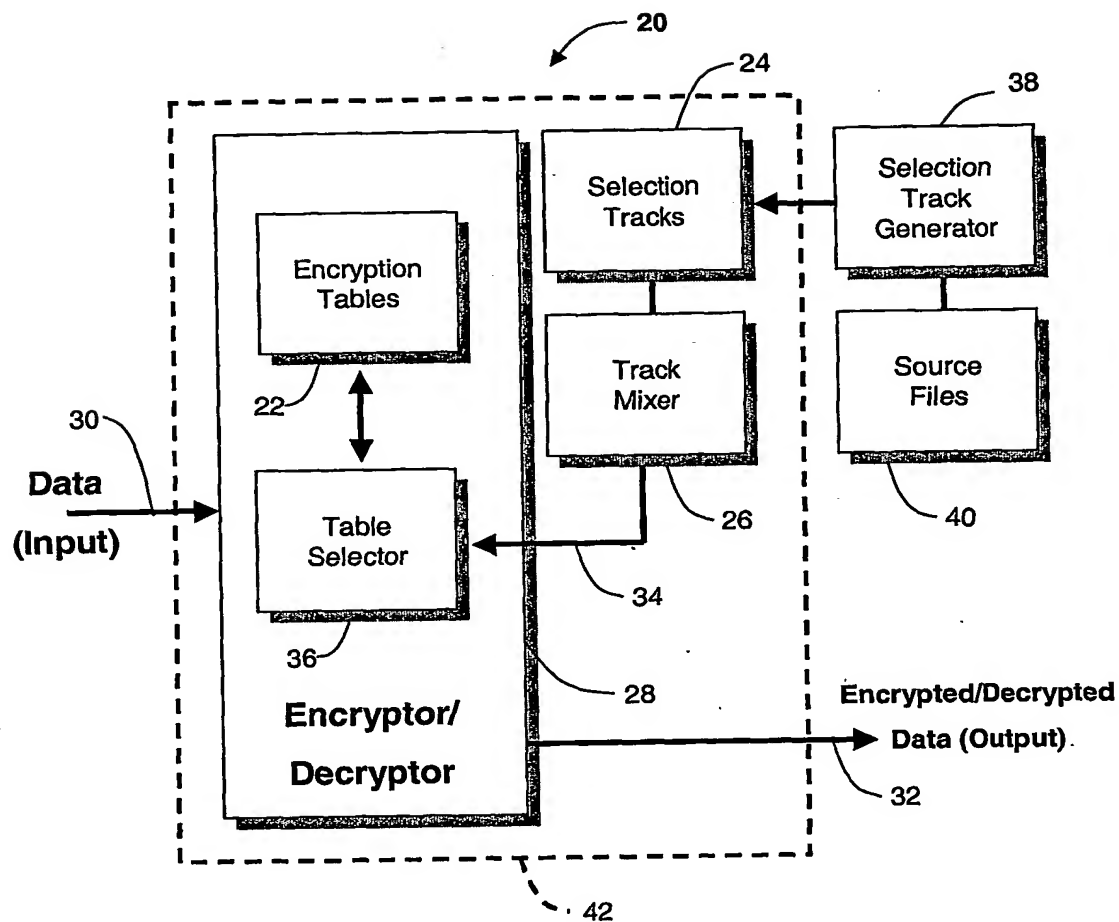 20
24
38
Selection
Tracks
Selection
Track
Generator
Encryption
Tables
22
Track
Mixer
Source
Files
30
Data
(Input)
26
40
Table
Selector
34
36
28
Encryptor/
Decryptor
Encrypted/Decrypted
Data (Output).
32
42